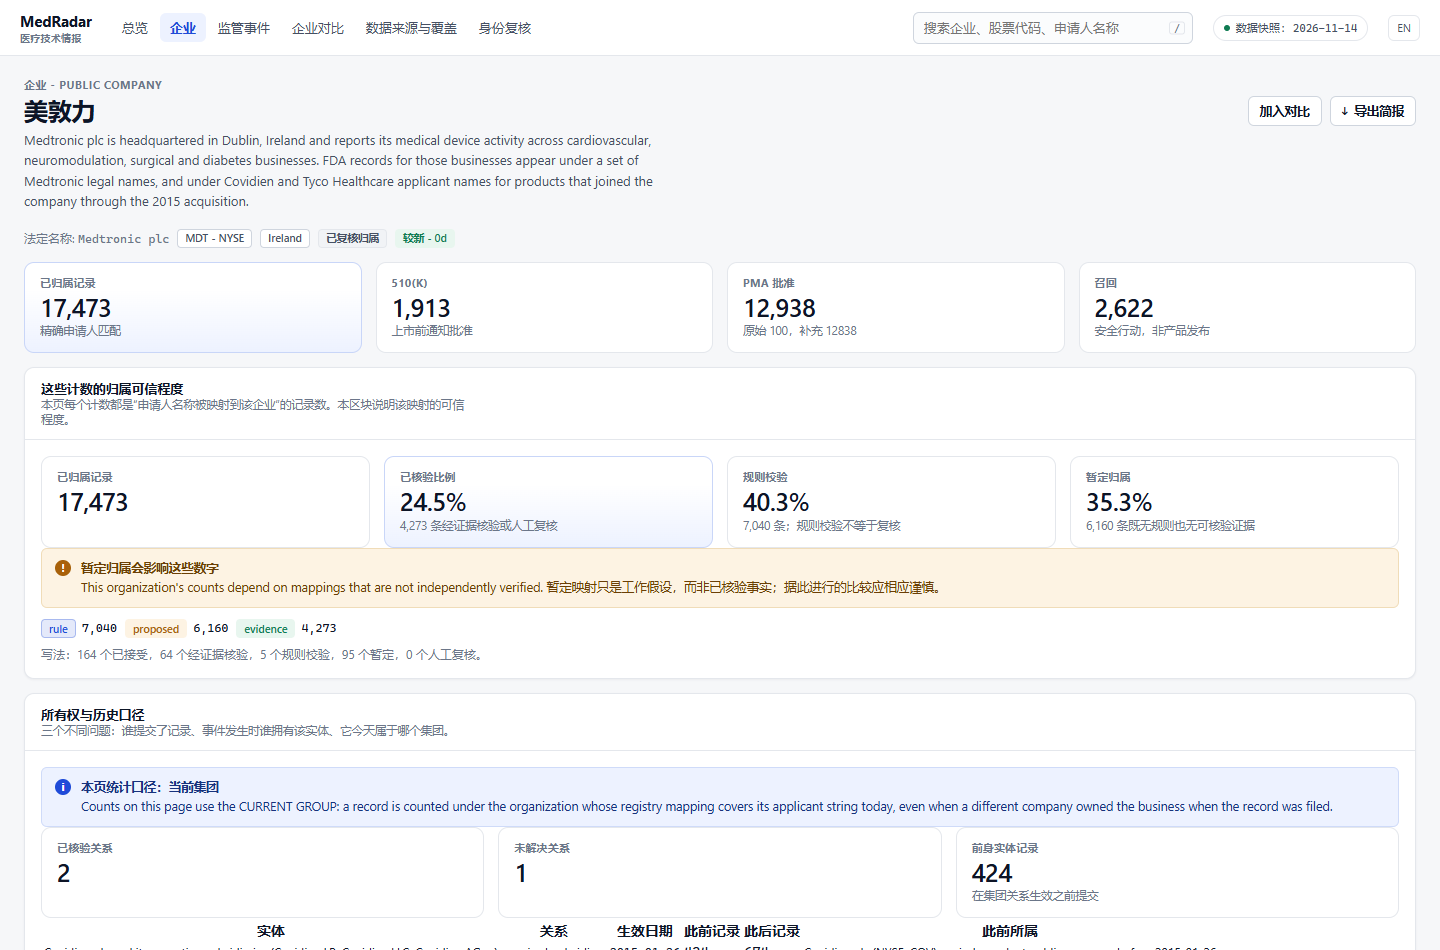 MedRadar
医疗技术情报
总览
企业
监管事件
企业对比
数据来源与覆盖
身份复核
搜索企业、股票代码、申请人名称
/
数据快照: 2026-11-14
EN
企业 - PUBLIC COMPANY
美敦力
加入对比
↓ 导出简报
Medtronic plc is headquartered in Dublin, Ireland and reports its medical device activity across cardiovascular,
neuromodulation, surgical and diabetes businesses. FDA records for those businesses appear under a set of
Medtronic legal names, and under Covidien and Tyco Healthcare applicant names for products that joined the
company through the 2015 acquisition.
法定名称: Medtronic plc
MDT - NYSE
Ireland
已复核归属
较新 - 0d
已归属记录
17,473
精确申请人匹配
510(K)
1,913
上市前通知批准
PMA 批准
12,938
原始 100，补充 12838
召回
2,622
安全行动，非产品发布
这些计数的归属可信程度
本页每个计数都是“申请人名称被映射到该企业”的记录数。本区块说明该映射的可信
程度。
已归属记录
17,473
已核验比例
24.5%
4,273 条经证据核验或人工复核
规则校验
40.3%
7,040 条；规则校验不等于复核
暂定归属
35.3%
6,160 条既无规则也无可核验证据
暂定归属会影响这些数字
This organization's counts depend on mappings that are not independently verified. 暂定映射只是工作假设，而非已核验事实；据此进行的比较应相应谨慎。
rule 7,040 proposed 6,160 evidence 4,273
写法：164 个已接受，64 个经证据核验，5 个规则校验，95 个暂定，0 个人工复核。
所有权与历史口径
三个不同问题：谁提交了记录、事件发生时谁拥有该实体、它今天属于哪个集团。
本页统计口径：当前集团
Counts on this page use the CURRENT GROUP: a record is counted under the organization whose registry mapping covers its applicant string today, even when a different company owned the business when the record was filed.
已核验关系
2
未解决关系
1
前身实体记录
424
在集团关系生效之前提交
实体 关系 生效日期 此前记录 此后记录 此前所属